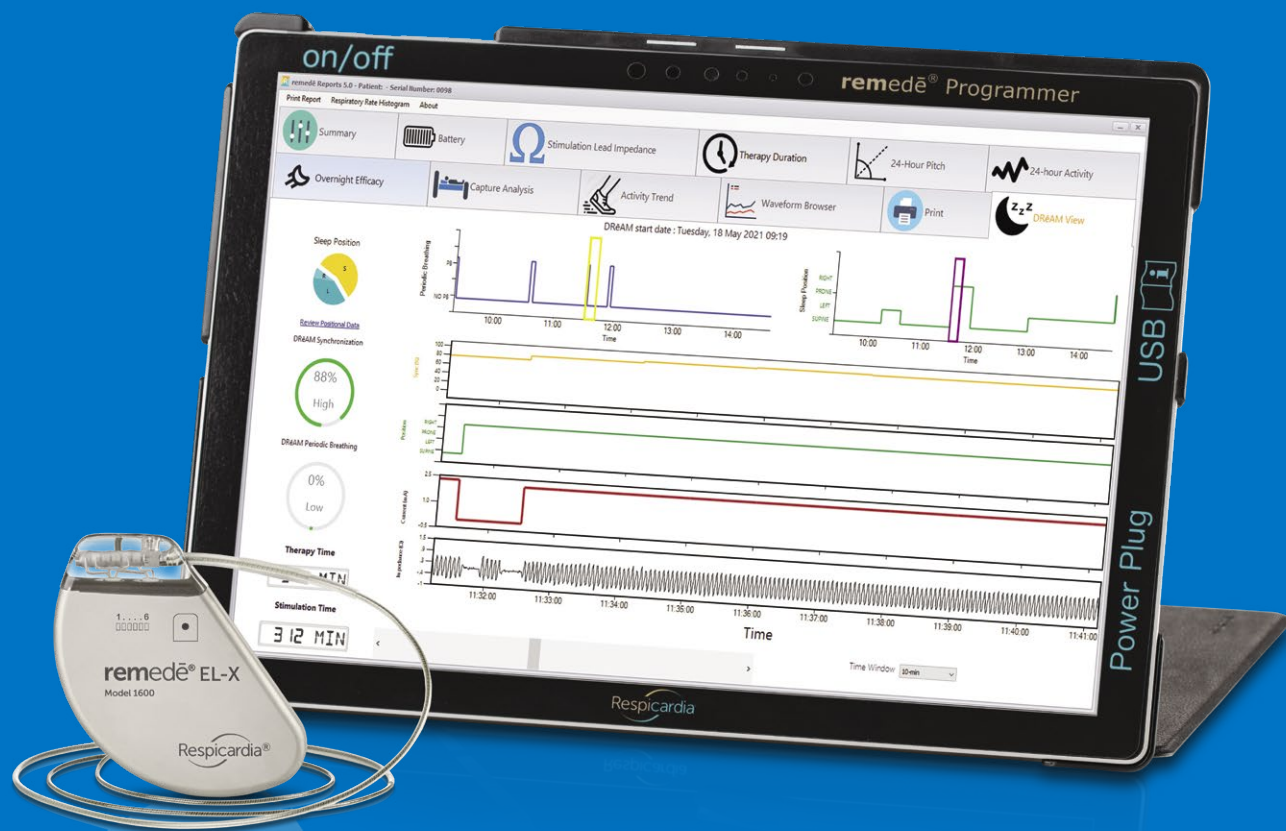 on/off
remedē® Programmer
remedē Reports 5.0 - Patient: - Serial Number: 0098
Print Report Respiratory Rate Histogram About
Summary
Battery
Stimulation Lead Impedance
Therapy Duration
24-Hour Pitch
24-hour Activity
Overnight Efficacy
Capture Analysis
Activity Trend
Waveform Browser
Print
zzZ
DRēAM View
DRēAM start date : Tuesday, 18 May 2021 09:19
Sleep Position
S
R
L
Review Positional Data
Periodic Breathing
PB
NO PB
10:00 11:00 12:00 13:00 14:00
Time
Sleep Position
RIGHT
PRONE
LEFT
SUPINE
10:00 11:00 12:00 13:00 14:00
Time
DRēAM Synchronization
88%
High
100
80
60
40
20
0
Position
RIGHT
PRONE
LEFT
SUPINE
DRēAM Periodic Breathing
0%
Low
Current (mA)
2.5
1.0
-0.5
Therapy Time
MIN
Impedance (Ω)
1.5
11:32:00 11:33:00 11:34:00 11:35:00 11:36:00 11:37:00 11:38:00 11:39:00 11:40:00 11:41:00
Time
Stimulation Time
312 MIN
< >
Time Window 10-min
Respicardia
USB i
Power Plug
1....6
remedē® EL-X
Model 1600
Respicardia®